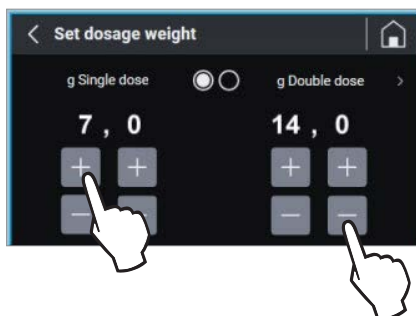 Set dosage weight
g Single dose g Double dose
7 , 0 14 , 0
+ + + +
− − − −